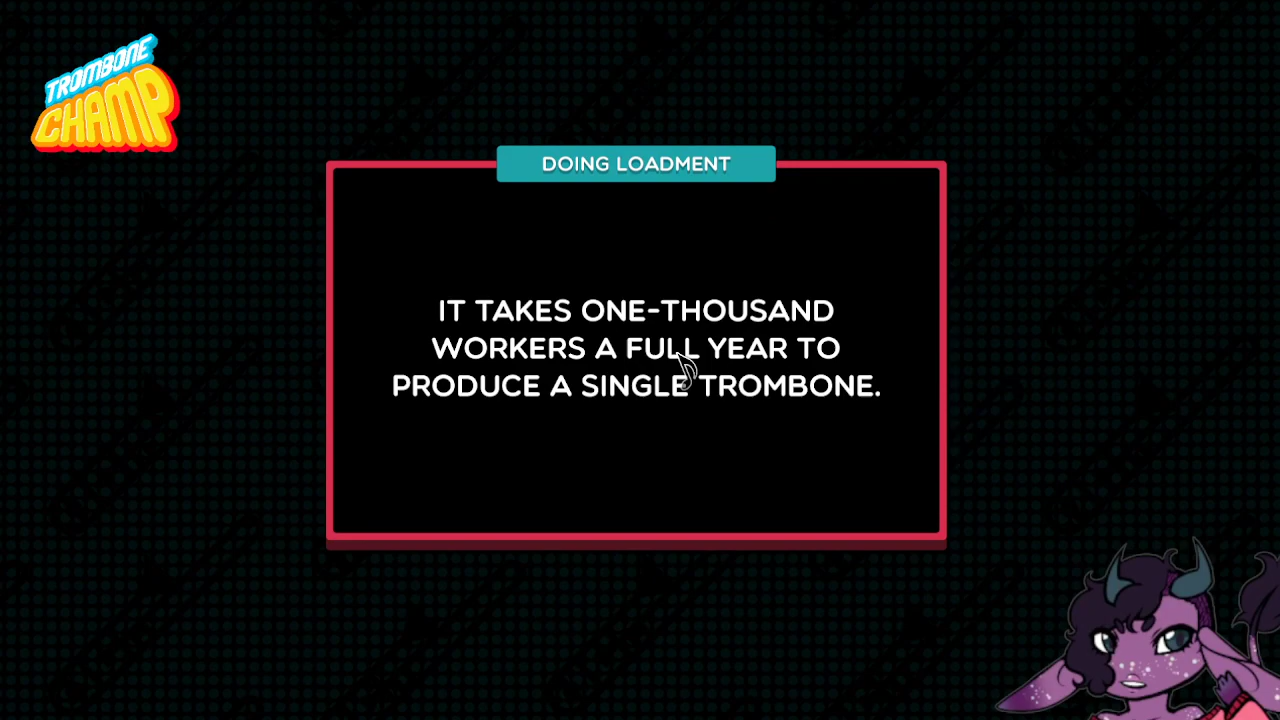 TROMBONE
CHAMP
DOING LOADMENT
IT TAKES ONE-THOUSAND
WORKERS A FULL YEAR TO
PRODUCE A SINGLE TROMBONE.